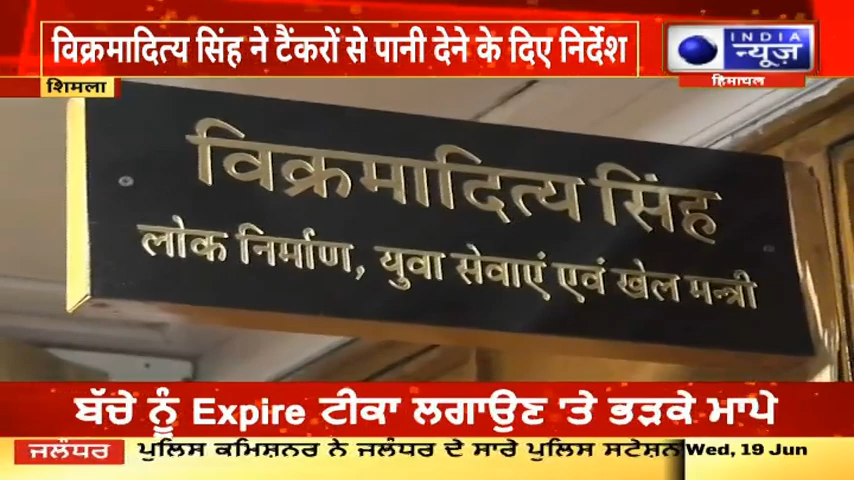 विक्रमादित्य सिंह ने टैंकरों से पानी देने के दिए निर्देश
INDIA
न्यूज़
हिमाचल
शिमला
विक्रमादित्य सिंह
लोक निर्माण, युवा सेवाएं एवं खेल मन्त्री
ਬੱਚੇ ਨੂੰ Expire ਟੀਕਾ ਲਗਾਉਣ 'ਤੇ ਭੜਕੇ ਮਾਪੇ
ਜਲੰਧਰ ਪੁਲਿਸ ਕਮਿਸ਼ਨਰ ਨੇ ਜਲੰਧਰ ਦੇ ਸਾਰੇ ਪੁਲਿਸ ਸਟੇਸ਼ਨ Wed, 19 Jun